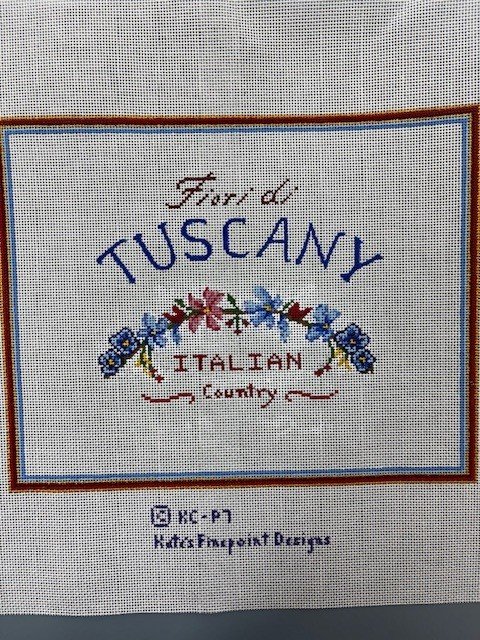 Fiori di
TUSCANY
ITALIAN
Country
KC-P7
Kate's Finepoint Designs